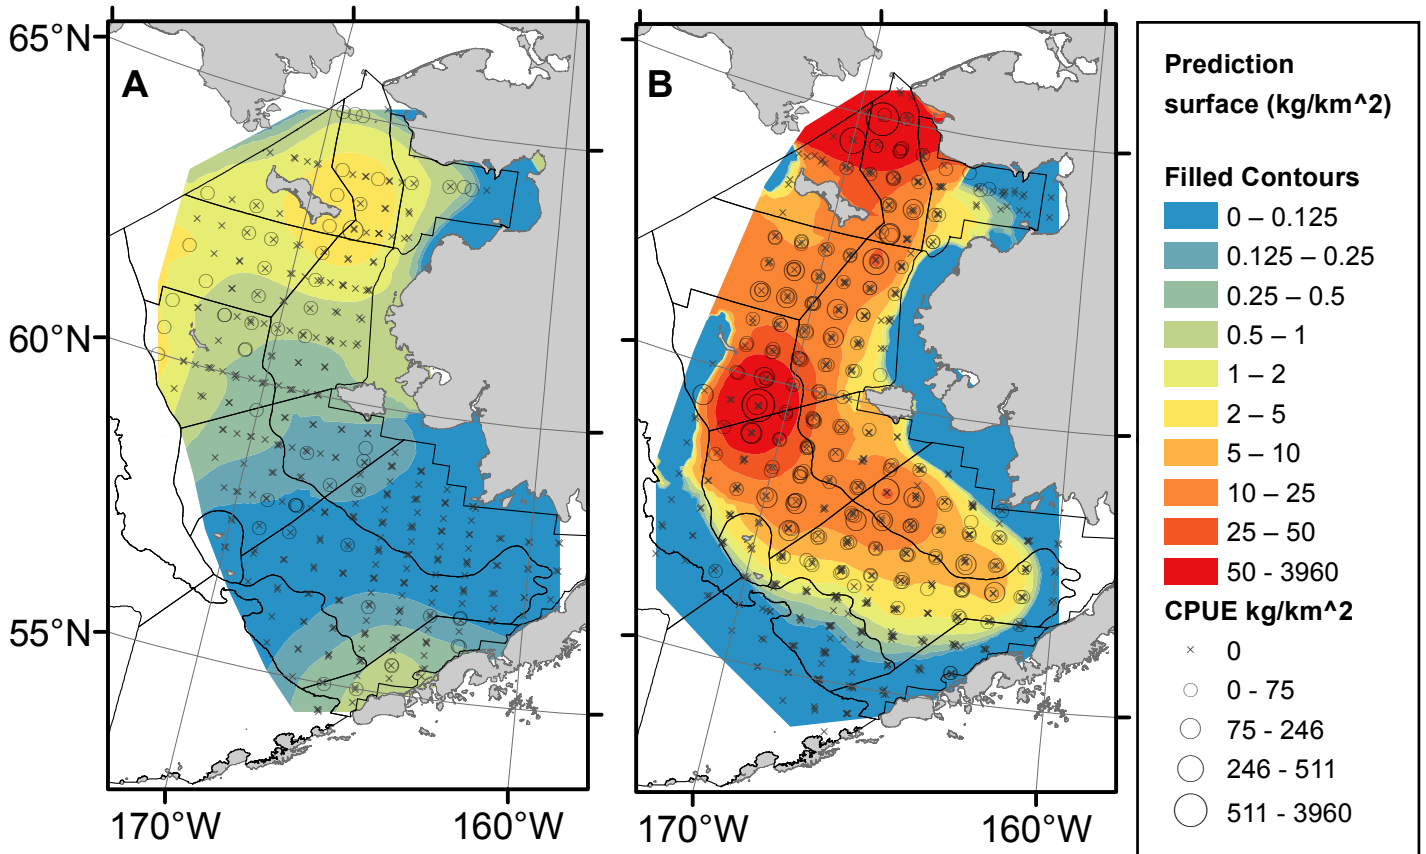 A
B
65°N
60°N
55°N
170°W
160°W
170°W
160°W
Prediction
surface (kg/km^2)
Filled Contours
0 – 0.125
0.125 – 0.25
0.25 – 0.5
0.5 – 1
1 – 2
2 – 5
5 – 10
10 – 25
25 – 50
50 - 3960
CPUE kg/km^2
0
0 - 75
75 - 246
246 - 511
511 - 3960